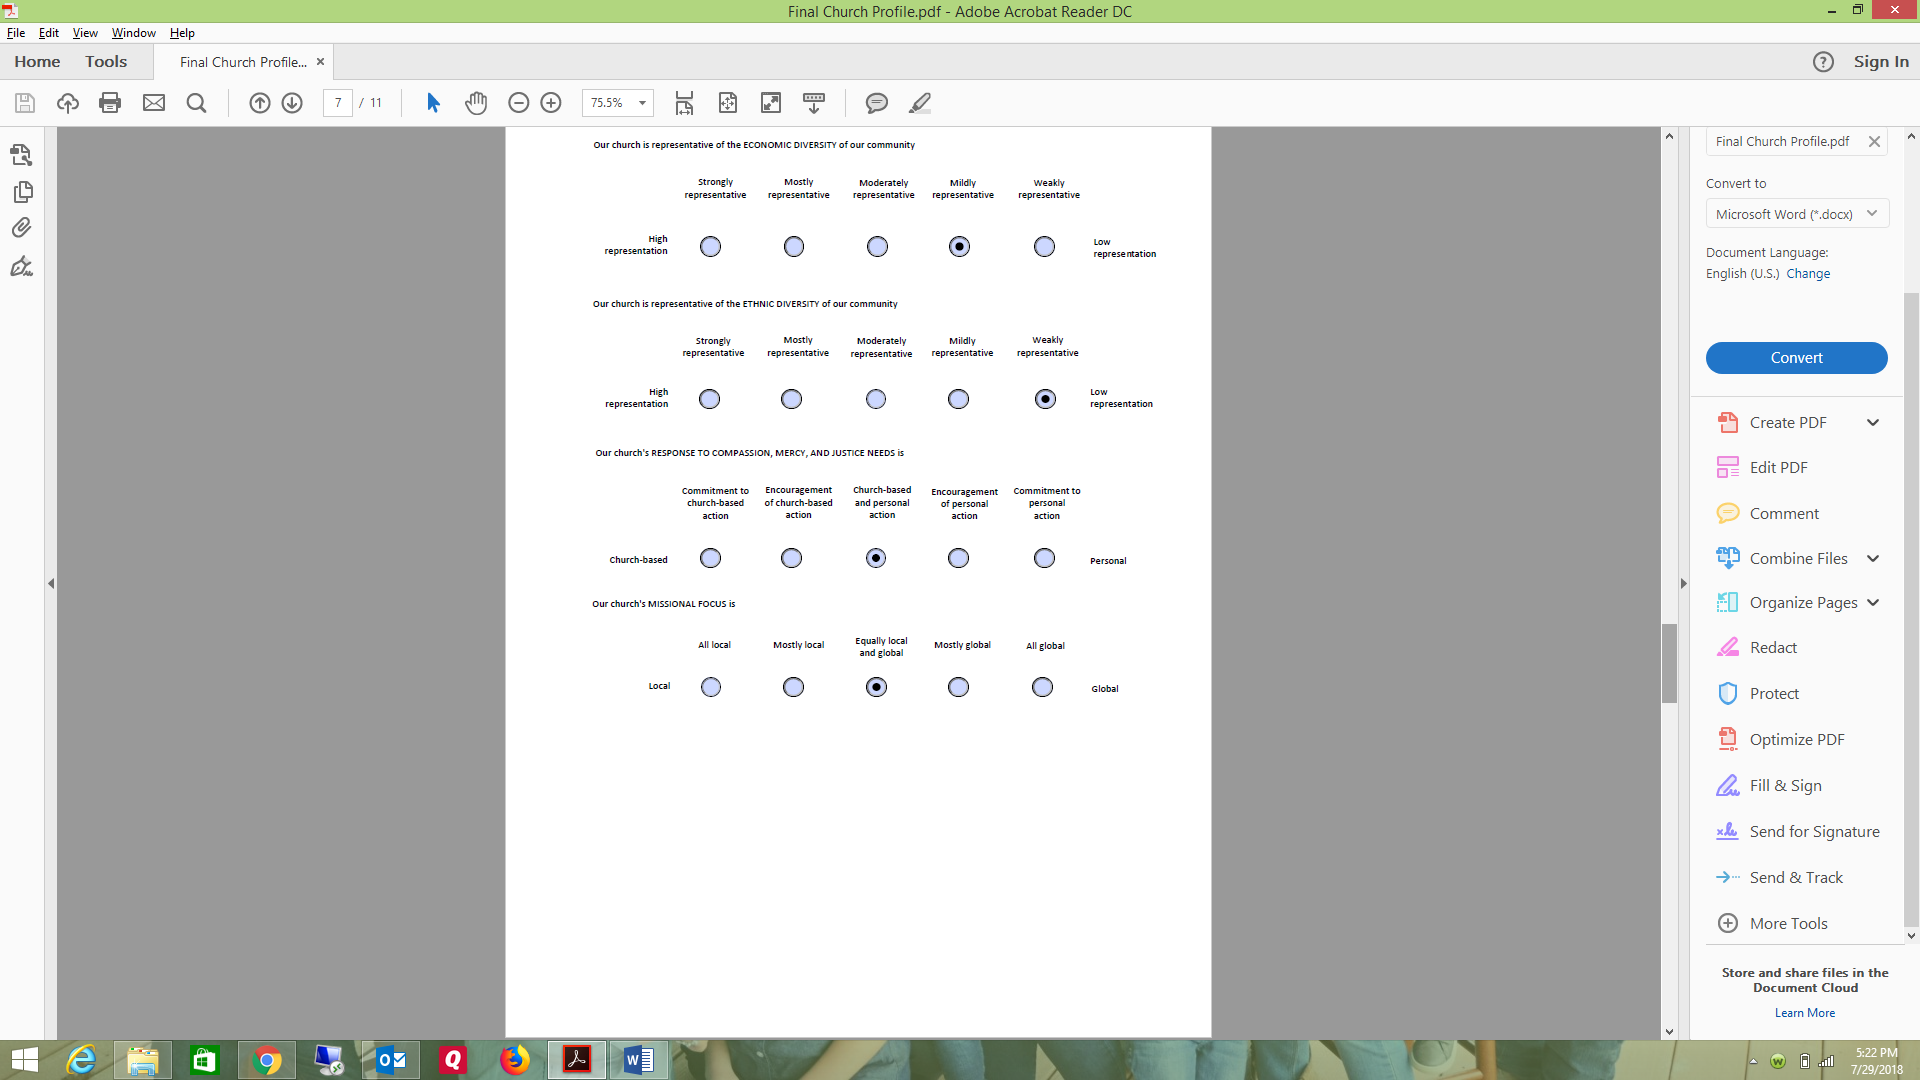 Final Church Profile.pdf - Adobe Acrobat Reader DC
File Edit View Window Help
Home Tools Final Church Profile... × ? Sign In
7 / 11 75.5%
Our church is representative of the ECONOMIC DIVERSITY of our community
Strongly representative Mostly representative Moderately representative Mildly representative Weakly representative
High representation Low representation
Our church is representative of the ETHNIC DIVERSITY of our community
Strongly representative Mostly representative Moderately representative Mildly representative Weakly representative
High representation Low representation
Our church's RESPONSE TO COMPASSION, MERCY, AND JUSTICE NEEDS is
Commitment to church-based action Encouragement of church-based action Church-based and personal action Encouragement of personal action Commitment to personal action
Church-based Personal
Our church's MISSIONAL FOCUS is
All local Mostly local Equally local and global Mostly global All global
Local Global
Final Church Profile.pdf
Convert to
Microsoft Word (*.docx)
Document Language:
English (U.S.) Change
Convert
Create PDF
Edit PDF
Comment
Combine Files
Organize Pages
Redact
Protect
Optimize PDF
Fill & Sign
Send for Signature
Send & Track
More Tools
Store and share files in the
Document Cloud
Learn More
5:22 PM
7/29/2018